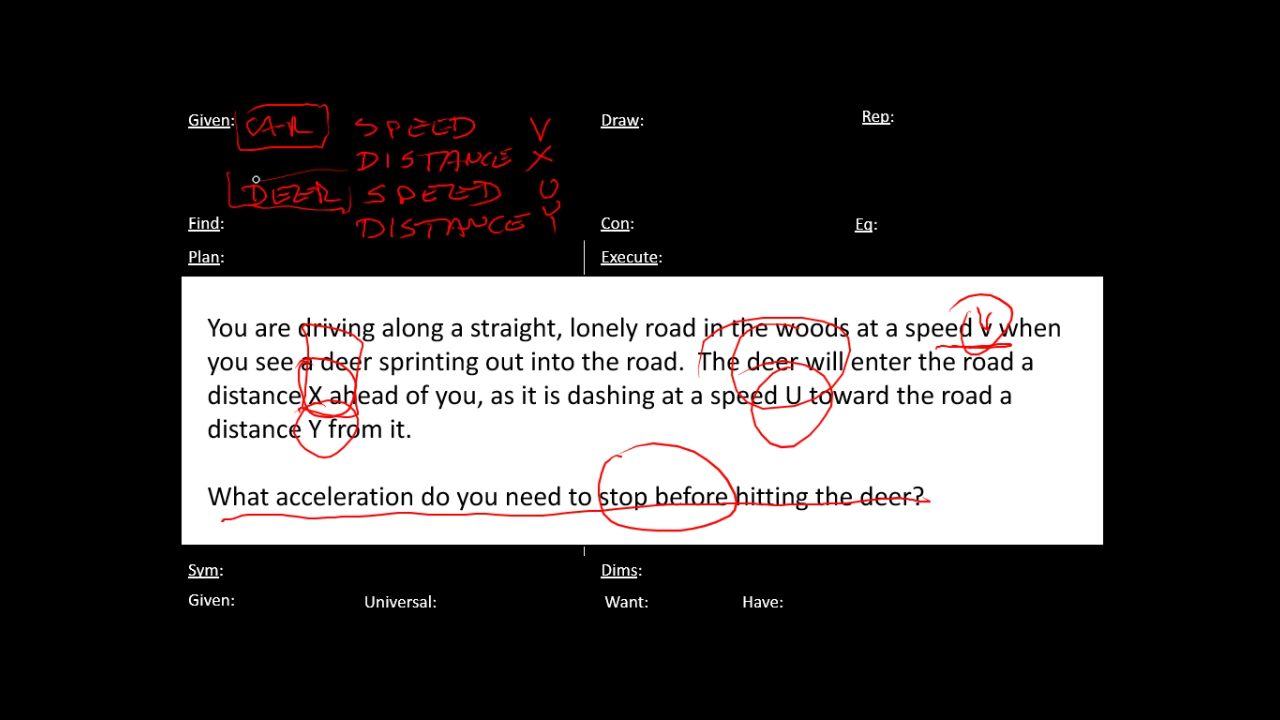 Given: CAR SPEED V Draw: Rep:
DISTANCE X
DEER SPEED U
Find: DISTANCE Y Con: Eq:
Plan: Execute:
You are driving along a straight, lonely road in the woods at a speed V when
you see a deer sprinting out into the road. The deer will enter the road a
distance X ahead of you, as it is dashing at a speed U toward the road a
distance Y from it.
What acceleration do you need to stop before hitting the deer?
Sym: Dims:
Given: Universal: Want: Have: